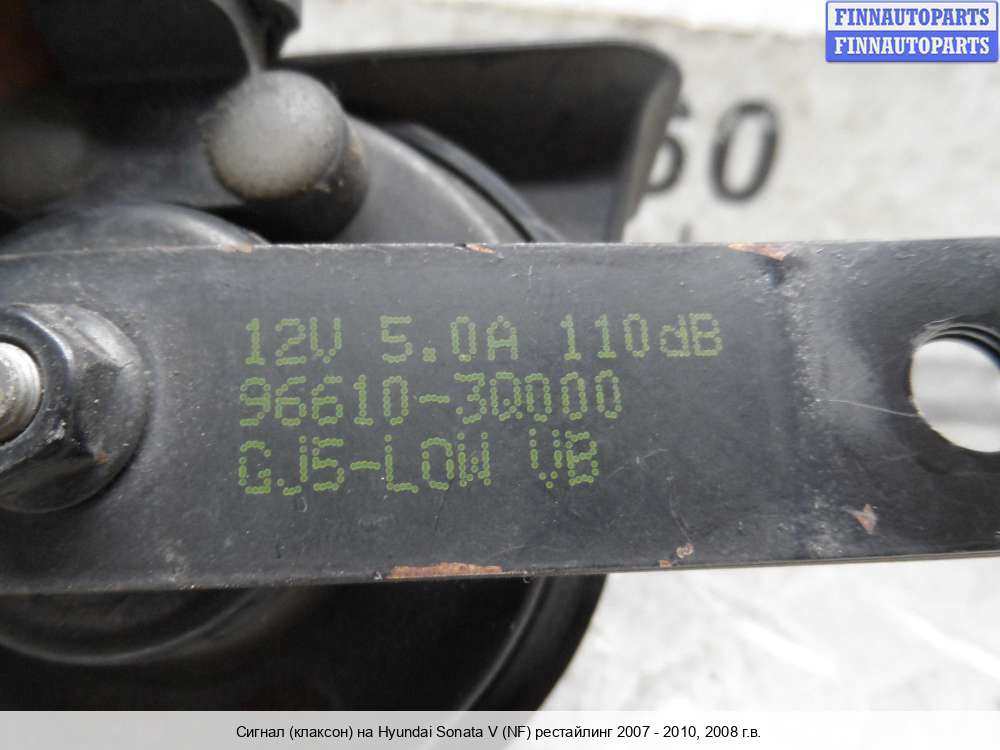 FINNAUTOPARTS
FINNAUTOPARTS
60
12V 5.0A 110dB
96610-3Q000
GJ5-LOW VB
Сигнал (клаксон) на Hyundai Sonata V (NF) рестайлинг 2007 - 2010, 2008 г.в.